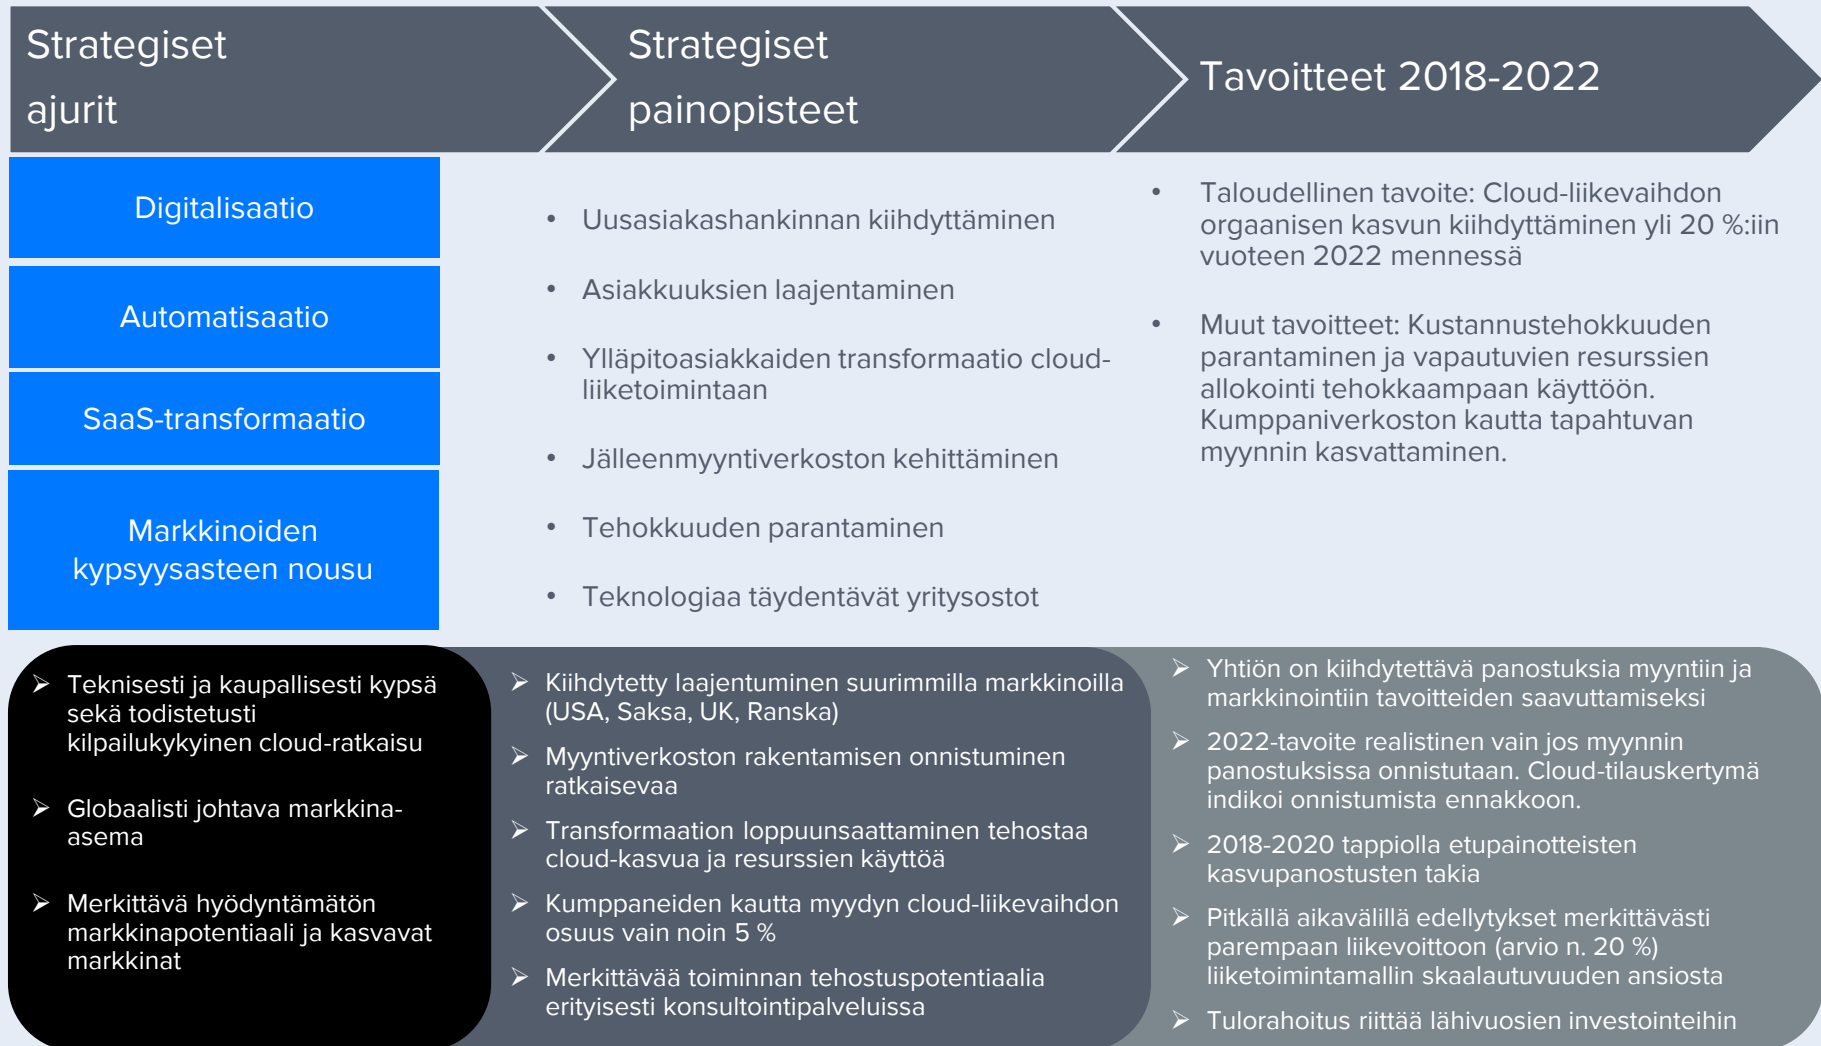 Strategiset
ajurit
Strategiset
painopisteet
Tavoitteet 2018-2022
Digitalisaatio
Automatisaatio
SaaS-transformaatio
Markkinoiden
kypsyysasteen nousu
• Uusasiakashankinnan kiihdyttäminen
• Asiakkuuksien laajentaminen
• Ylläpitoasiakkaiden transformaatio cloud-
liiketoimintaan
• Jälleenmyyntiverkoston kehittäminen
• Tehokkuuden parantaminen
• Teknologiaa täydentävät yritysostot
• Taloudellinen tavoite: Cloud-liikevaihdon
orgaanisen kasvun kiihdyttäminen yli 20 %:iin
vuoteen 2022 mennessä
• Muut tavoitteet: Kustannustehokkuuden
parantaminen ja vapautuvien resurssien
allokointi tehokkaampaan käyttöön.
Kumppaniverkoston kautta tapahtuvan
myynnin kasvattaminen.
➢ Teknisesti ja kaupallisesti kypsä
sekä todistetusti
kilpailukykyinen cloud-ratkaisu
➢ Globaalisti johtava markkina-
asema
➢ Merkittävä hyödyntämätön
markkinapotentiaali ja kasvavat
markkinat
➢ Kiihdytetty laajentuminen suurimmilla markkinoilla
(USA, Saksa, UK, Ranska)
➢ Myyntiverkoston rakentamisen onnistuminen
ratkaisevaa
➢ Transformaation loppuunsaattaminen tehostaa
cloud-kasvua ja resurssien käyttöä
➢ Kumppaneiden kautta myydyn cloud-liikevaihdon
osuus vain noin 5 %
➢ Merkittävää toiminnan tehostuspotentiaalia
erityisesti konsultointipalveluissa
➢ Yhtiön on kiihdytettävä panostuksia myyntiin ja
markkinointiin tavoitteiden saavuttamiseksi
➢ 2022-tavoite realistinen vain jos myynnin
panostuksissa onnistutaan. Cloud-tilauskertymä
indikoi onnistumista ennakkoon.
➢ 2018-2020 tappiolla etupainotteisten
kasvupanostusten takia
➢ Pitkällä aikavälillä edellytykset merkittävästi
parempaan liikevoittoon (arvio n. 20 %)
liiketoimintamallin skaalautuvuuden ansiosta
➢ Tulorahoitus riittää lähivuosien investointeihin